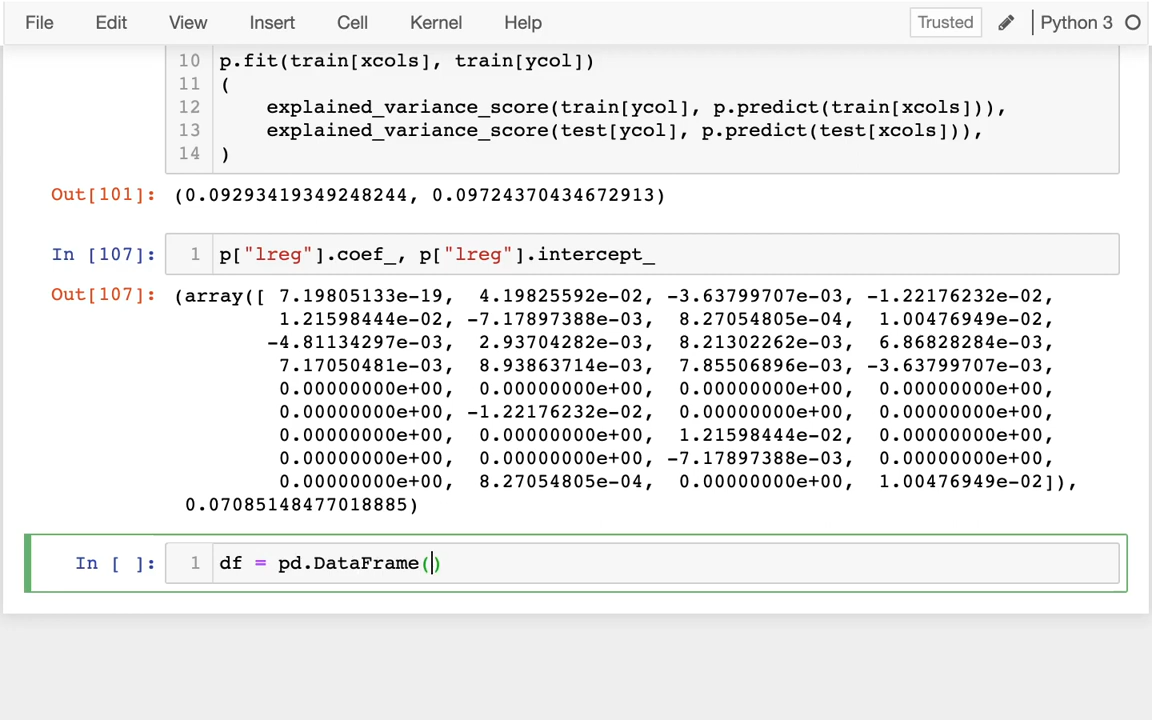 File Edit View Insert Cell Kernel Help Trusted Python 3
10 p.fit(train[xcols], train[ycol])
11 (
12 explained_variance_score(train[ycol], p.predict(train[xcols])),
13 explained_variance_score(test[ycol], p.predict(test[xcols])),
14 )
Out[101]: (0.09293419349248244, 0.09724370434672913)
In [107]: 1 p["lreg"].coef_, p["lreg"].intercept_
Out[107]: (array([ 7.19805133e-19, 4.19825592e-02, -3.63799707e-03, -1.22176232e-02,
1.21598444e-02, -7.17897388e-03, 8.27054805e-04, 1.00476949e-02,
-4.81134297e-03, 2.93704282e-03, 8.21302262e-03, 6.86828284e-03,
7.17050481e-03, 8.93863714e-03, 7.85506896e-03, -3.63799707e-03,
0.00000000e+00, 0.00000000e+00, 0.00000000e+00, 0.00000000e+00,
0.00000000e+00, -1.22176232e-02, 0.00000000e+00, 0.00000000e+00,
0.00000000e+00, 0.00000000e+00, 1.21598444e-02, 0.00000000e+00,
0.00000000e+00, 0.00000000e+00, -7.17897388e-03, 0.00000000e+00,
0.00000000e+00, 8.27054805e-04, 0.00000000e+00, 1.00476949e-02]),
0.07085148477018885)
In [ ]: 1 df = pd.DataFrame()